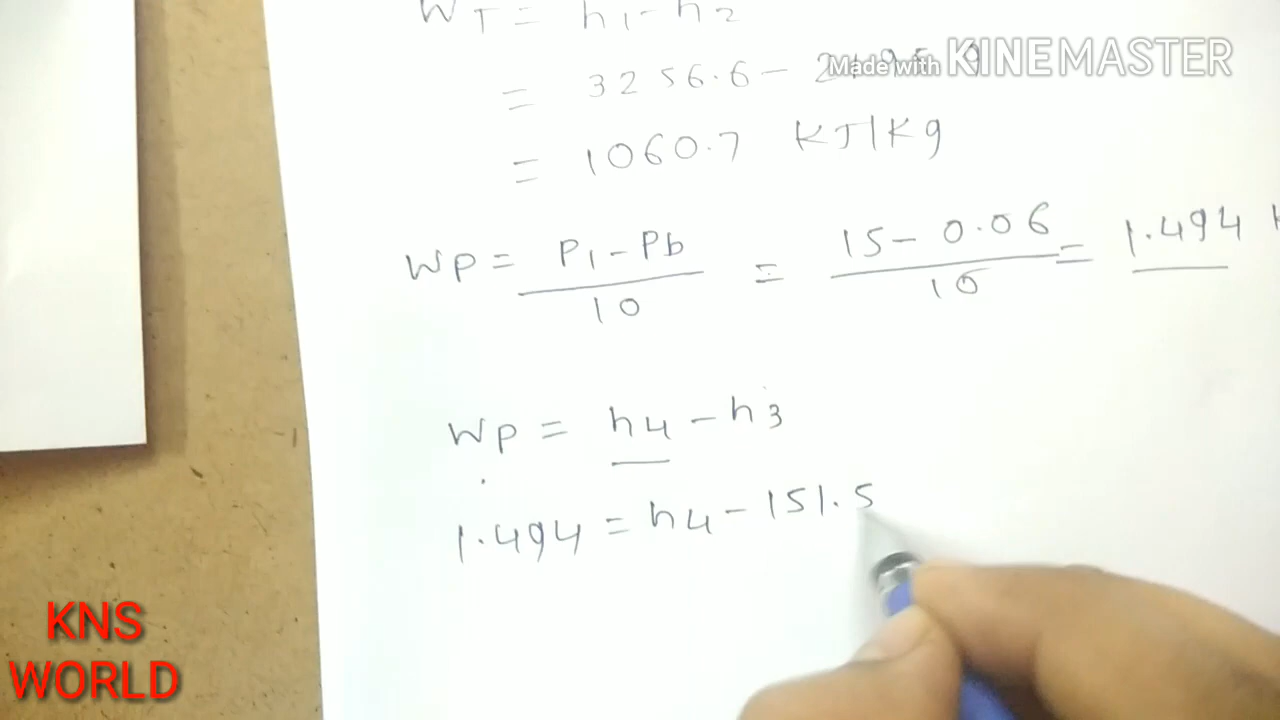 WT = h1 - h2
= 3256.6 -
Made with KINEMASTER
= 1060.7 KJ/Kg
WP = P1 - Pb / 10 = 15 - 0.06 / 10 = 1.494
WP = h4 - h3
1.494 = h4 - 151.5
KNS
WORLD